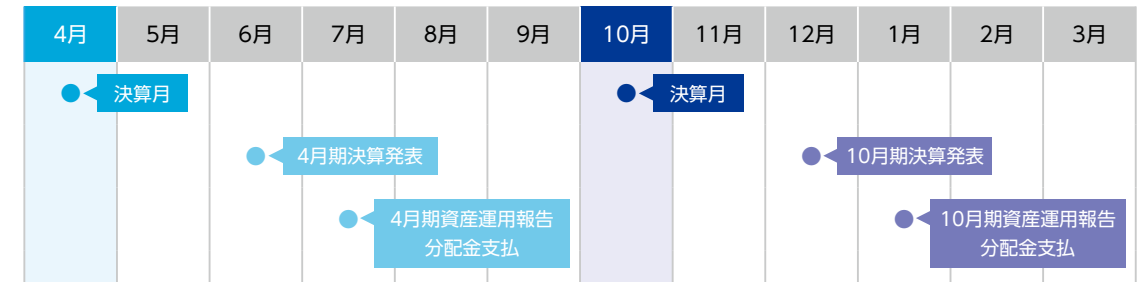 4月 5月 6月 7月 8月 9月 10月 11月 12月 1月 2月 3月
決算月 決算月
4月期決算発表 10月期決算発表
4月期資産運用報告 10月期資産運用報告
分配金支払 分配金支払